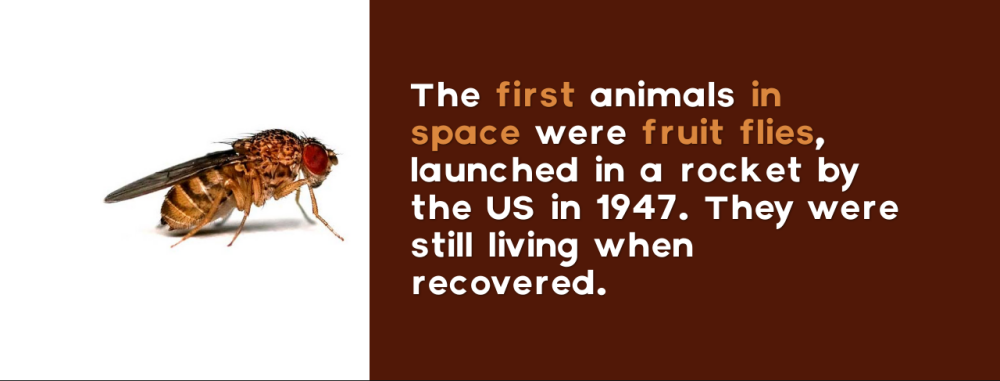 The first animals in
space were fruit flies,
launched in a rocket by
the US in 1947. They were
still living when
recovered.